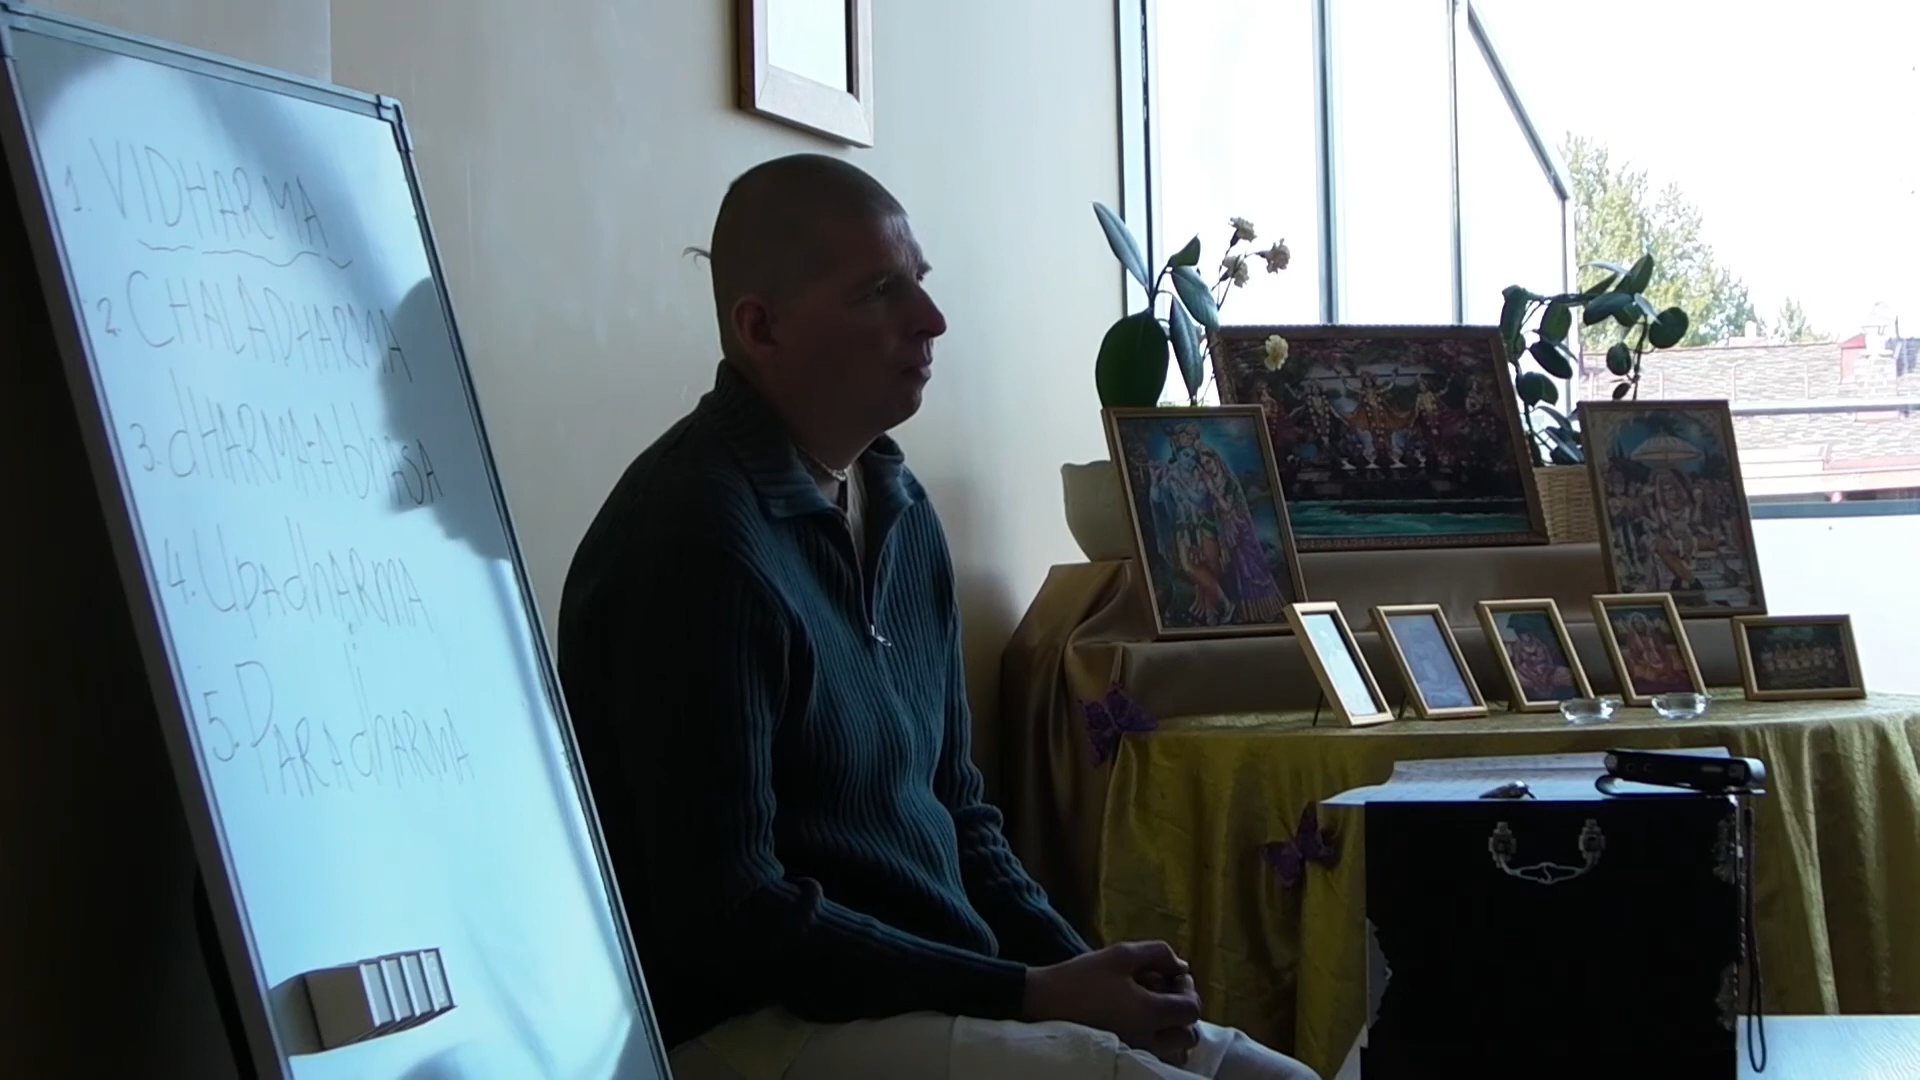 1. VIDHARMA
2. CHALADHARMA
3. dHARMA-AbhASA
4. UpadhARMA
5. PARAdhARMA